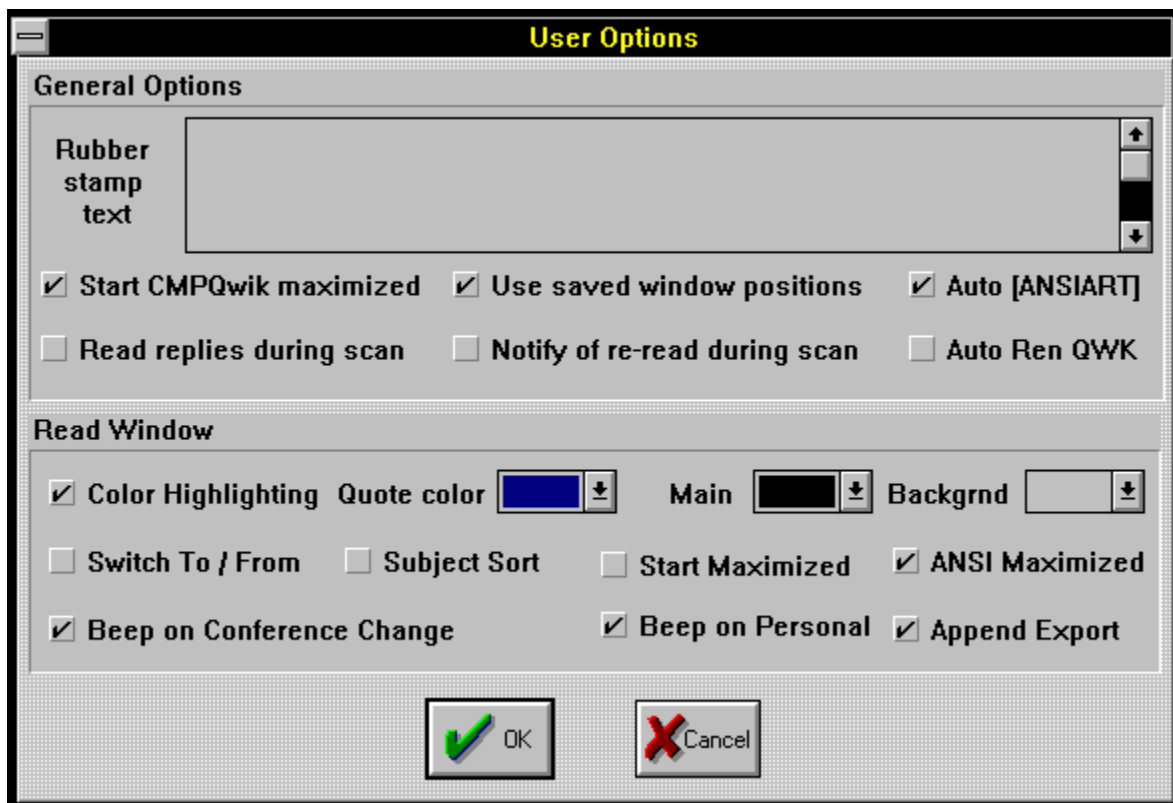 User Options
General Options
Rubber
stamp
text
Start CMPQwik maximized Use saved window positions Auto [ANSIART]
Read replies during scan Notify of re-read during scan Auto Ren QWK
Read Window
Color Highlighting Quote color Main Backgrnd
Switch To / From Subject Sort Start Maximized ANSI Maximized
Beep on Conference Change Beep on Personal Append Export
OK Cancel